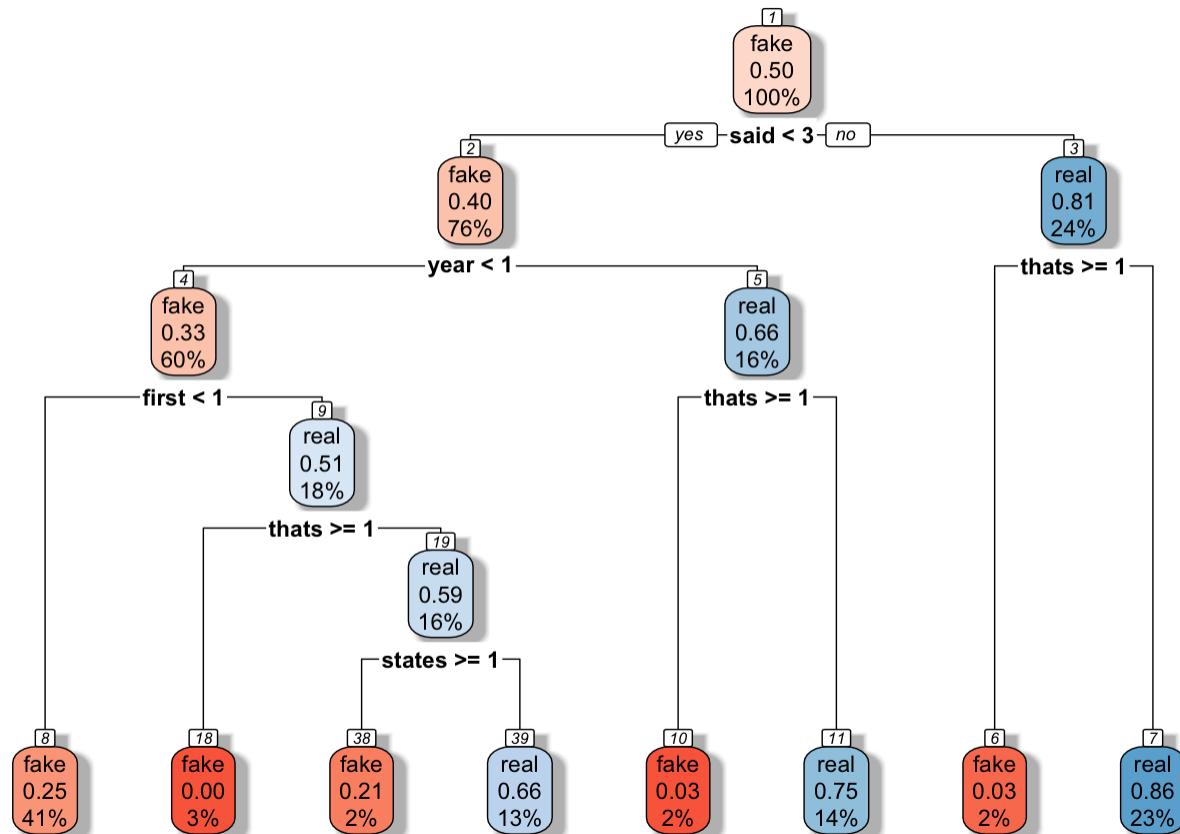 1
fake
0.50
100%
yes said < 3 no
2
fake
0.40
76%
3
real
0.81
24%
year < 1
thats >= 1
4
fake
0.33
60%
5
real
0.66
16%
first < 1
thats >= 1
9
real
0.51
18%
thats >= 1
19
real
0.59
16%
states >= 1
8
fake
0.25
41%
18
fake
0.00
3%
38
fake
0.21
2%
39
real
0.66
13%
10
fake
0.03
2%
11
real
0.75
14%
6
fake
0.03
2%
7
real
0.86
23%